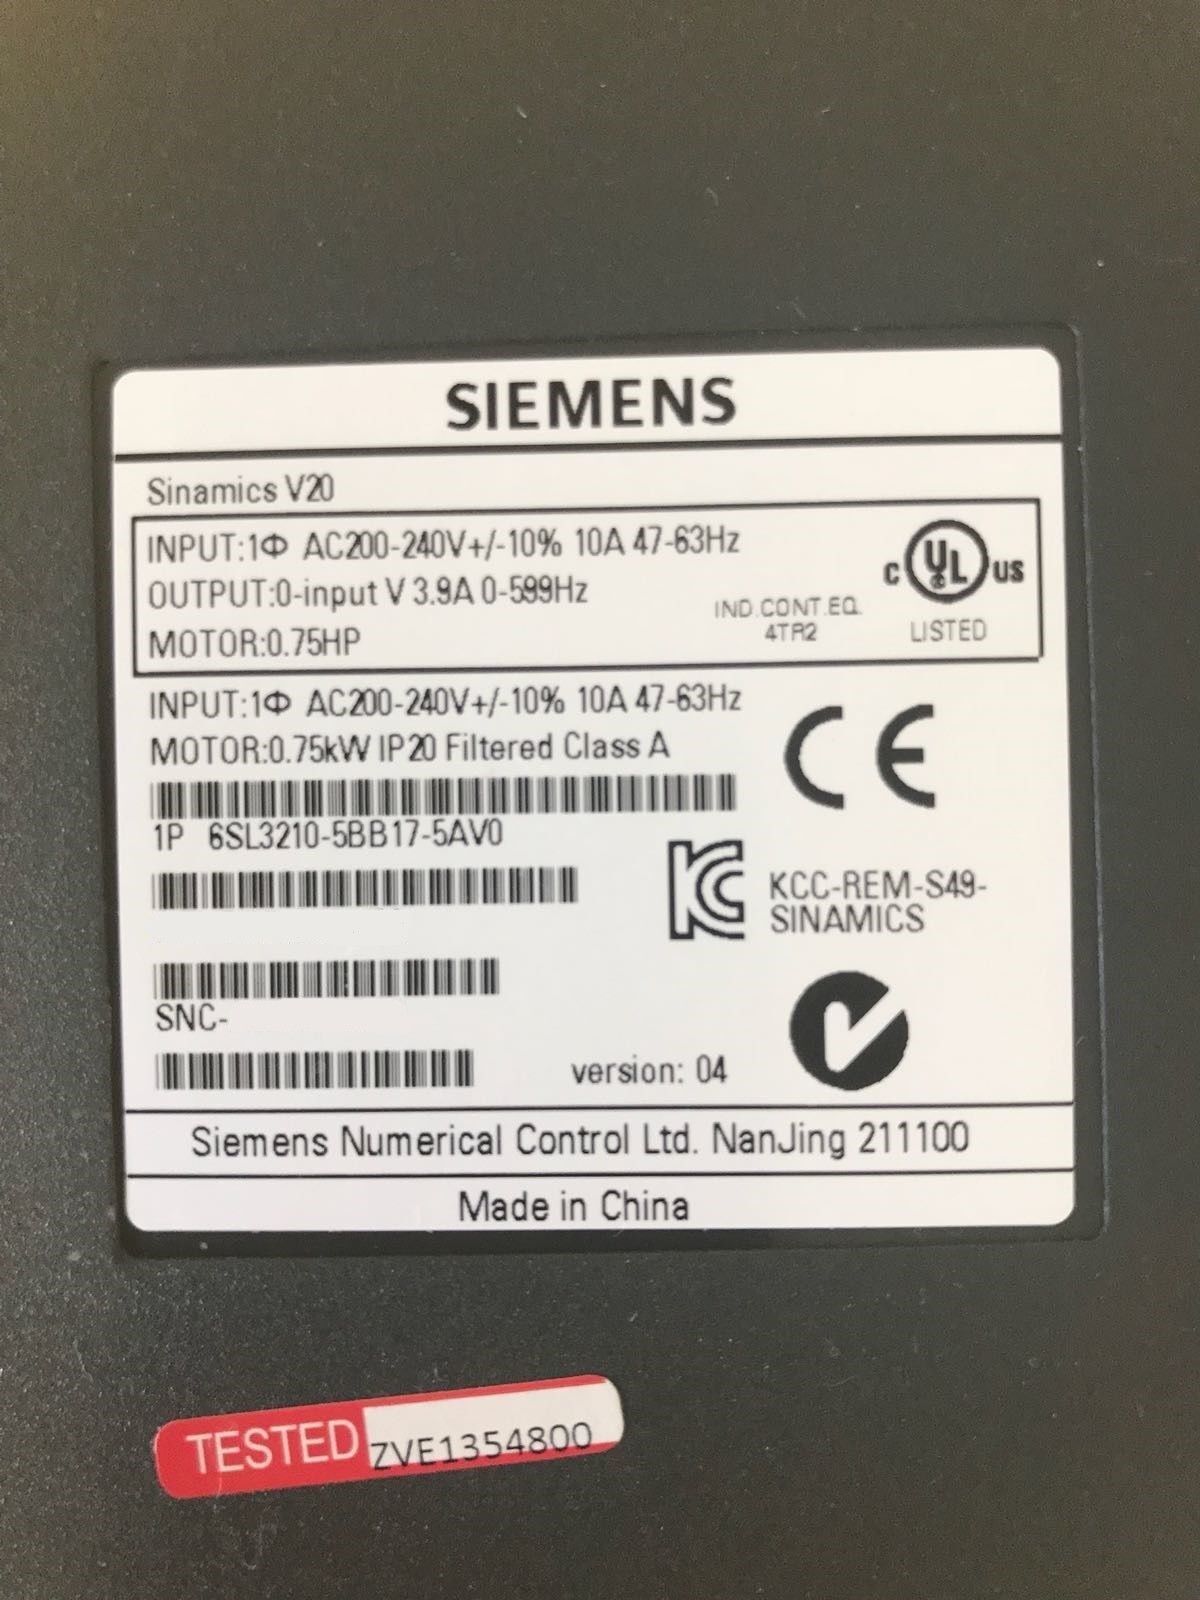 SIEMENS
Sinamics V20
INPUT:1Φ AC200-240V+/-10% 10A 47-63Hz
OUTPUT:0-input V 3.9A 0-599Hz
MOTOR:0.75HP
IND.CONT.EQ.
4TR2
C UL US
LISTED
INPUT:1Φ AC200-240V+/-10% 10A 47-63Hz
MOTOR:0.75kW IP20 Filtered Class A
CE
1P 6SL3210-5BB17-5AV0
KC
KCC-REM-S49-
SINAMICS
SNC-
version: 04
Siemens Numerical Control Ltd. NanJing 211100
Made in China
TESTED ZVE1354800